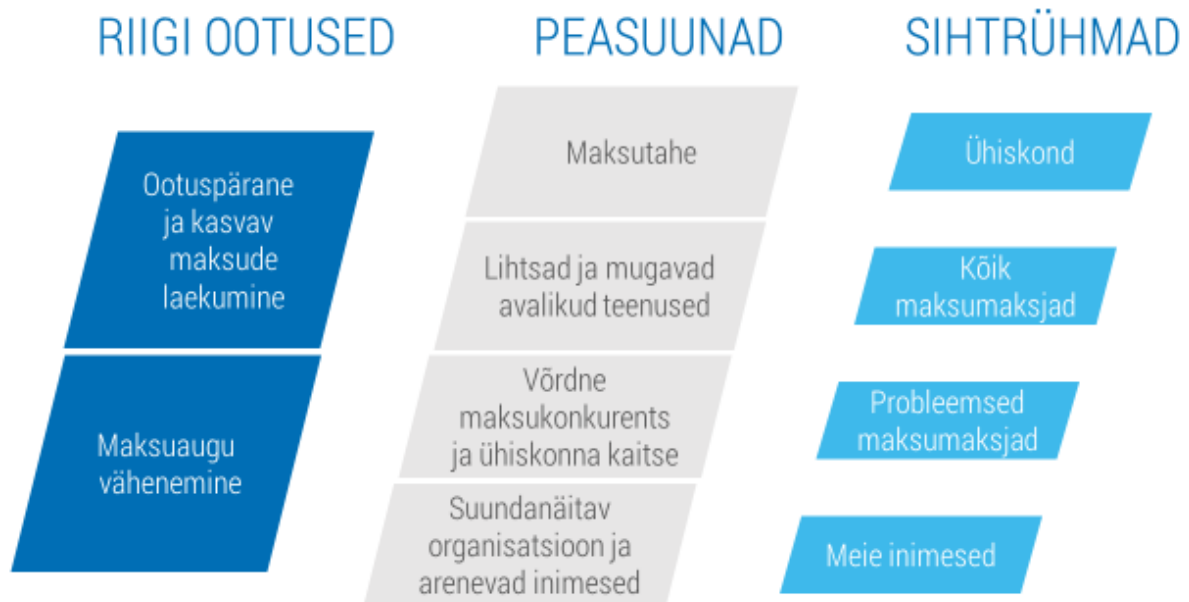 RIIGI OOTUSED
Ootuspärane
ja kasvav
maksude
laekumine
Maksuaugu
vähenemine
PEASUUNAD
Maksutahe
Lihtsad ja mugavad
avalikud teenused
Võrdne
maksukonkurents
ja ühiskonna kaitse
Suundanäitav
organisatsioon ja
arenevad inimesed
SIHTRÜHMAD
Ühiskond
Kõik
maksumaksjad
Probleemsed
maksumaksjad
Meie inimesed